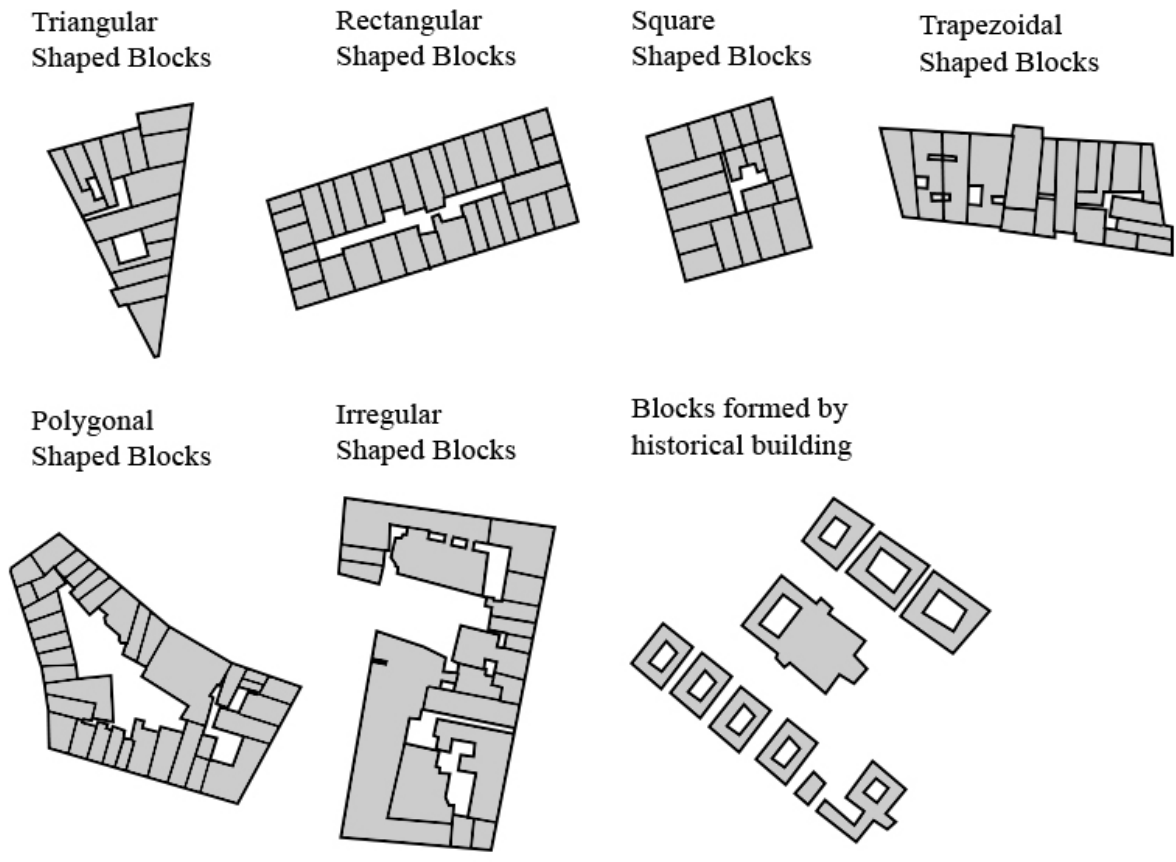 Triangular
Shaped Blocks
Rectangular
Shaped Blocks
Square
Shaped Blocks
Trapezoidal
Shaped Blocks
Polygonal
Shaped Blocks
Irregular
Shaped Blocks
Blocks formed by
historical building